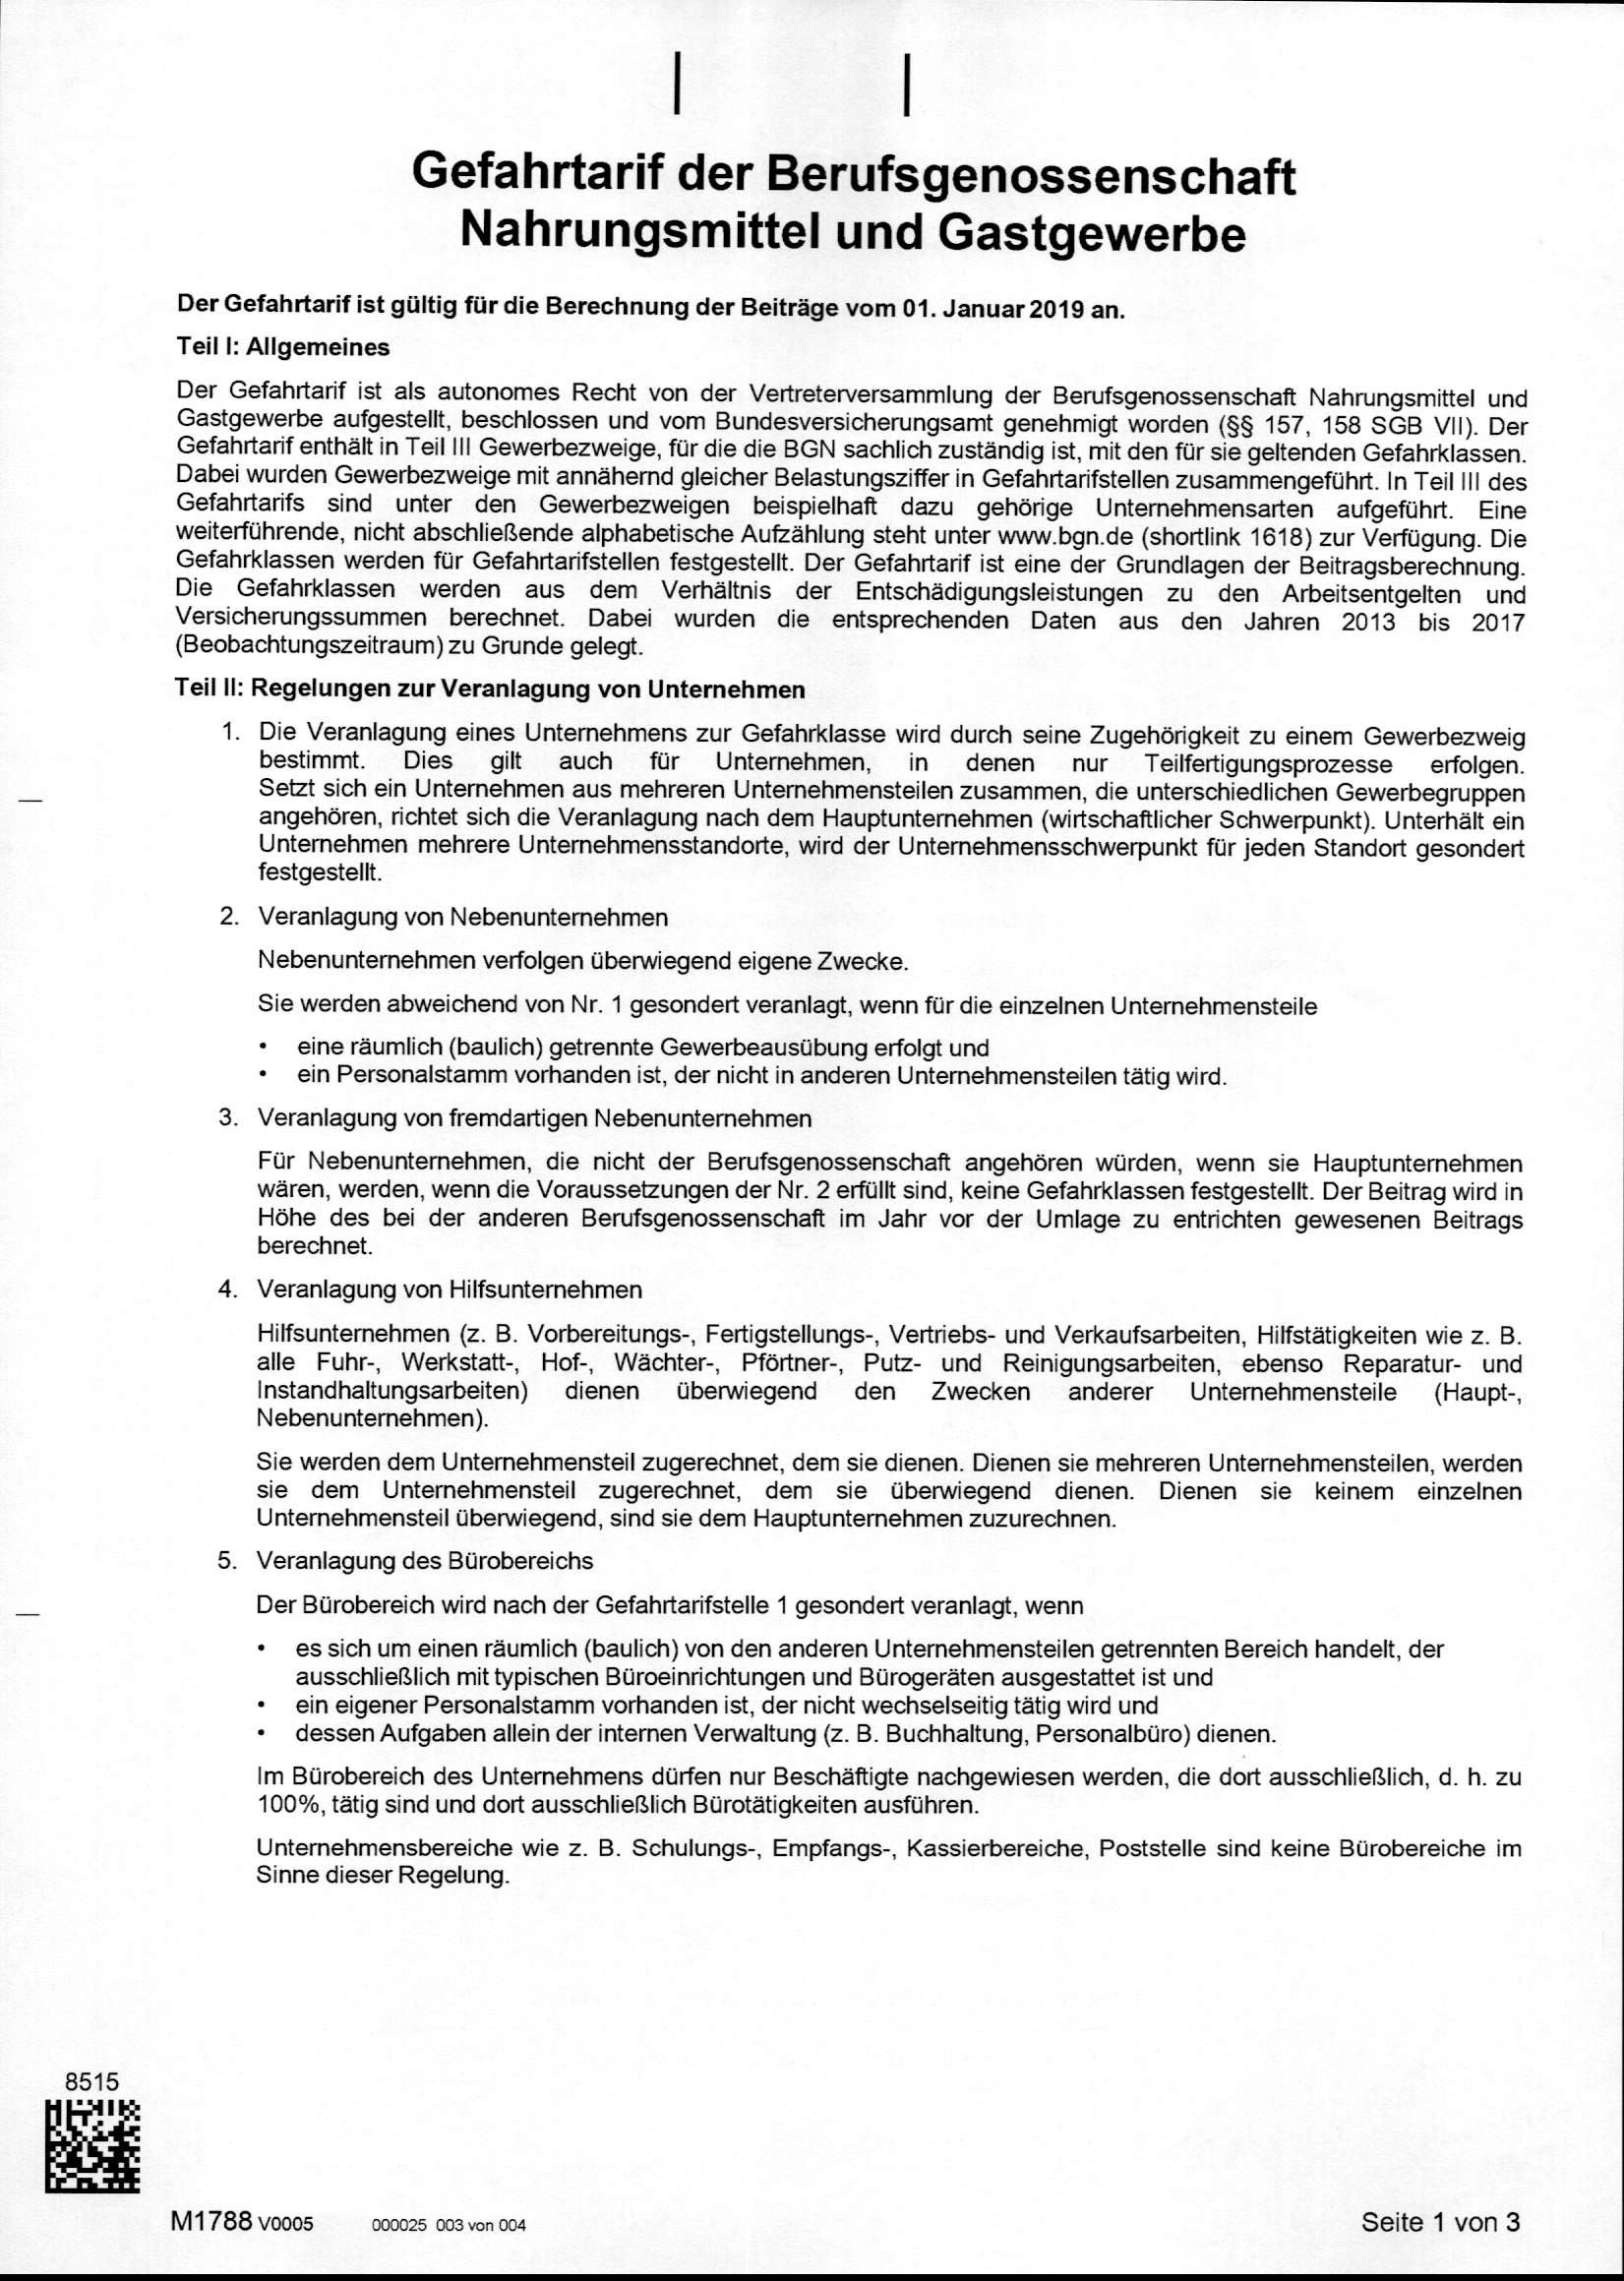 Gefahrtarif der Berufsgenossenschaft
Nahrungsmittel und Gastgewerbe
Der Gefahrtarif ist gültig für die Berechnung der Beiträge vom 01. Januar 2019 an.
Teil I: Allgemeines
Der Gefahrtarif ist als autonomes Recht von der Vertreterversammlung der Berufsgenossenschaft Nahrungsmittel und
Gastgewerbe aufgestellt, beschlossen und vom Bundesversicherungsamt genehmigt worden (§§ 157, 158 SGB VII). Der
Gefahrtarif enthält in Teil III Gewerbezweige, für die die BGN sachlich zuständig ist, mit den für sie geltenden Gefahrklassen.
Dabei wurden Gewerbezweige mit annähernd gleicher Belastungsziffer in Gefahrtarifstellen zusammengeführt. In Teil III des
Gefahrtarifs sind unter den Gewerbezweigen beispielhaft dazu gehörige Unternehmensarten aufgeführt. Eine
weiterführende, nicht abschließende alphabetische Aufzählung steht unter www.bgn.de (shortlink 1618) zur Verfügung. Die
Gefahrklassen werden für Gefahrtarifstellen festgestellt. Der Gefahrtarif ist eine der Grundlagen der Beitragsberechnung.
Die Gefahrklassen werden aus dem Verhältnis der Entschädigungsleistungen zu den Arbeitsentgelten und
Versicherungssummen berechnet. Dabei wurden die entsprechenden Daten aus den Jahren 2013 bis 2017
(Beobachtungszeitraum) zu Grunde gelegt.
Teil II: Regelungen zur Veranlagung von Unternehmen
1. Die Veranlagung eines Unternehmens zur Gefahrklasse wird durch seine Zugehörigkeit zu einem Gewerbezweig
bestimmt. Dies gilt auch für Unternehmen, in denen nur Teilfertigungsprozesse erfolgen.
Setzt sich ein Unternehmen aus mehreren Unternehmensteilen zusammen, die unterschiedlichen Gewerbegruppen
angehören, richtet sich die Veranlagung nach dem Hauptunternehmen (wirtschaftlicher Schwerpunkt). Unterhält ein
Unternehmen mehrere Unternehmensstandorte, wird der Unternehmensschwerpunkt für jeden Standort gesondert
festgestellt.
2. Veranlagung von Nebenunternehmen
Nebenunternehmen verfolgen überwiegend eigene Zwecke.
Sie werden abweichend von Nr. 1 gesondert veranlagt, wenn für die einzelnen Unternehmensteile
• eine räumlich (baulich) getrennte Gewerbeausübung erfolgt und
• ein Personalstamm vorhanden ist, der nicht in anderen Unternehmensteilen tätig wird.
3. Veranlagung von fremdartigen Nebenunternehmen
Für Nebenunternehmen, die nicht der Berufsgenossenschaft angehören würden, wenn sie Hauptunternehmen
wären, werden, wenn die Voraussetzungen der Nr. 2 erfüllt sind, keine Gefahrklassen festgestellt. Der Beitrag wird in
Höhe des bei der anderen Berufsgenossenschaft im Jahr vor der Umlage zu entrichten gewesenen Beitrags
berechnet.
4. Veranlagung von Hilfsunternehmen
Hilfsunternehmen (z. B. Vorbereitungs-, Fertigstellungs-, Vertriebs- und Verkaufsarbeiten, Hilfstätigkeiten wie z. B.
alle Fuhr-, Werkstatt-, Hof-, Wächter-, Pförtner-, Putz- und Reinigungsarbeiten, ebenso Reparatur- und
Instandhaltungsarbeiten) dienen überwiegend den Zwecken anderer Unternehmensteile (Haupt-,
Nebenunternehmen).
Sie werden dem Unternehmensteil zugerechnet, dem sie dienen. Dienen sie mehreren Unternehmensteilen, werden
sie dem Unternehmensteil zugerechnet, dem sie überwiegend dienen. Dienen sie keinem einzelnen
Unternehmensteil überwiegend, sind sie dem Hauptunternehmen zuzurechnen.
5. Veranlagung des Bürobereichs
Der Bürobereich wird nach der Gefahrtarifstelle 1 gesondert veranlagt, wenn
• es sich um einen räumlich (baulich) von den anderen Unternehmensteilen getrennten Bereich handelt, der
ausschließlich mit typischen Büroeinrichtungen und Bürogeräten ausgestattet ist und
• ein eigener Personalstamm vorhanden ist, der nicht wechselseitig tätig wird und
• dessen Aufgaben allein der internen Verwaltung (z. B. Buchhaltung, Personalbüro) dienen.
Im Bürobereich des Unternehmens dürfen nur Beschäftigte nachgewiesen werden, die dort ausschließlich, d. h. zu
100%, tätig sind und dort ausschließlich Bürotätigkeiten ausführen.
Unternehmensbereiche wie z. B. Schulungs-, Empfangs-, Kassierbereiche, Poststelle sind keine Bürobereiche im
Sinne dieser Regelung.
8515
M1788 V0005 000025 003 von 004 Seite 1 von 3